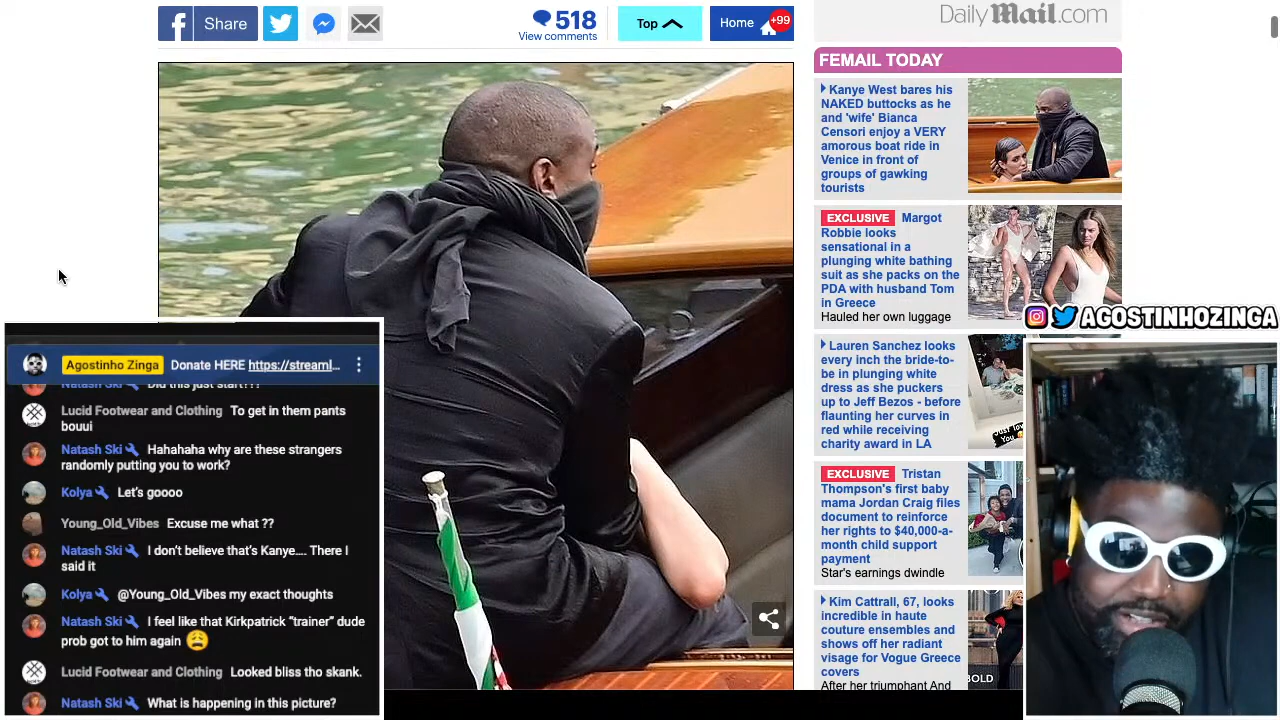 Share
518
View comments
Top
Home
+99
DailyMail.com
FEMAIL TODAY
Kanye West bares his
NAKED buttocks as he
and 'wife' Bianca
Censori enjoy a VERY
amorous boat ride in
Venice in front of
groups of gawking
tourists
EXCLUSIVE Margot
Robbie looks
sensational in a
plunging white bathing
suit as she packs on the
PDA with husband Tom
in Greece
Hauled her own luggage
Lauren Sanchez looks
every inch the bride-to-
be in plunging white
dress as she puckers
up to Jeff Bezos - before
flaunting her curves in
red while receiving
charity award in LA
EXCLUSIVE Tristan
Thompson's first baby
mama Jordan Craig files
document to reinforce
her rights to $40,000-a-
month child support
payment
Star's earnings dwindle
Kim Cattrall, 67, looks
incredible in haute
couture ensembles and
shows off her radiant
visage for Vogue Greece
covers
After her triumphant And
BOLD
AGOSTINHOZINGA
Agostinho Zinga Donate HERE https://streaml...
Natash Ski Did this just start!!!
Lucid Footwear and Clothing To get in them pants
bouui
Natash Ski Hahahaha why are these strangers
randomly putting you to work?
Kolya Let's goooo
Young_Old_Vibes Excuse me what ??
Natash Ski I don't believe that's Kanye.... There I
said it
Kolya @Young_Old_Vibes my exact thoughts
Natash Ski I feel like that Kirkpatrick "trainer" dude
prob got to him again
Lucid Footwear and Clothing Looked bliss tho skank.
Natash Ski What is happening in this picture?